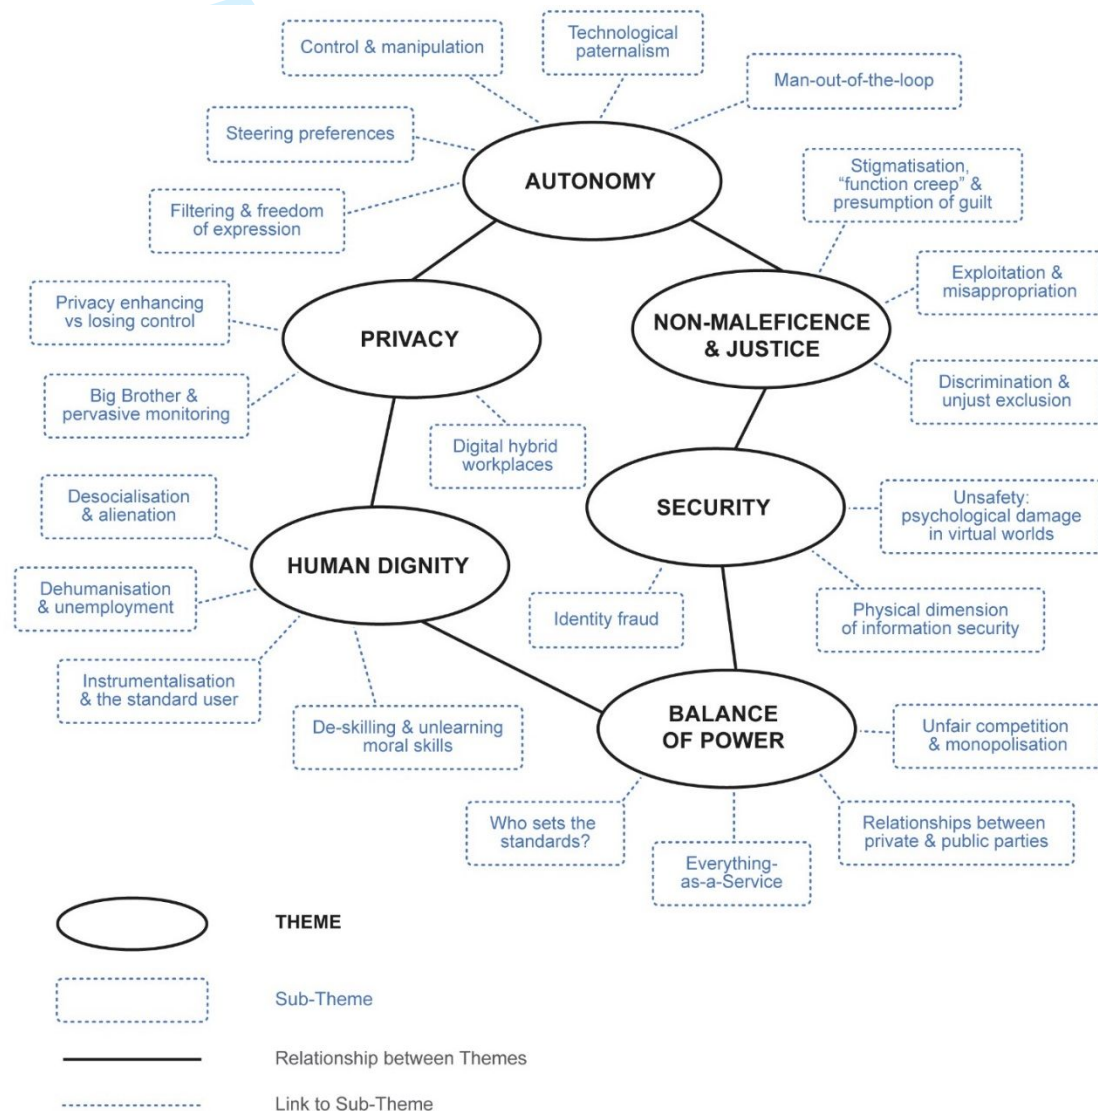 Control & manipulation
Technological
paternalism
Man-out-of-the-loop
Steering preferences
AUTONOMY
Stigmatisation,
“function creep” &
presumption of guilt
Filtering & freedom
of expression
Privacy enhancing
vs losing control
PRIVACY
NON-MALEFICENCE
& JUSTICE
Exploitation &
misappropriation
Big Brother &
pervasive monitoring
Discrimination &
unjust exclusion
Digital hybrid
workplaces
Desocialisation
& alienation
SECURITY
Unsafety:
psychological damage
in virtual worlds
HUMAN DIGNITY
Dehumanisation
& unemployment
Identity fraud
Physical dimension
of information security
Instrumentalisation
& the standard user
De-skilling & unlearning
moral skills
BALANCE
OF POWER
Unfair competition
& monopolisation
Who sets the
standards?
Everything-
as-a-Service
Relationships between
private & public parties
THEME
Sub-Theme
Relationship between Themes
Link to Sub-Theme